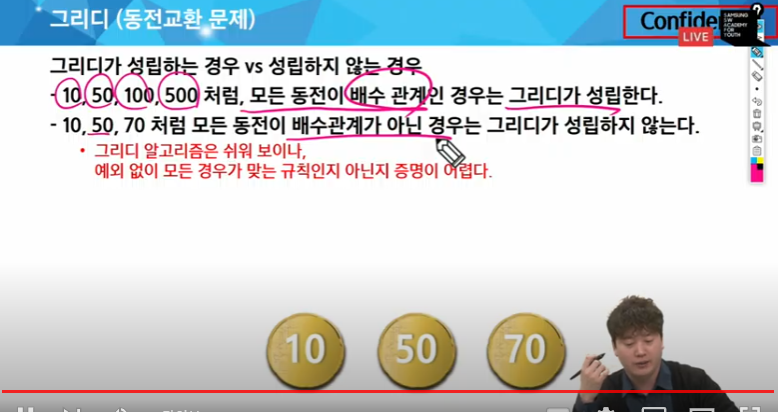 그리디 (동전교환 문제)
Confide
SAMSUNG
SW
ACADEMY
FOR
YOUTH
LIVE
그리디가 성립하는 경우 vs 성립하지 않는 경우
- 10, 50, 100, 500 처럼, 모든 동전이 배수 관계인 경우는 그리디가 성립한다.
- 10, 50, 70 처럼 모든 동전이 배수관계가 아닌 경우는 그리디가 성립하지 않는다.
• 그리디 알고리즘은 쉬워 보이나,
예외 없이 모든 경우가 맞는 규칙인지 아닌지 증명이 어렵다.
10
50
70